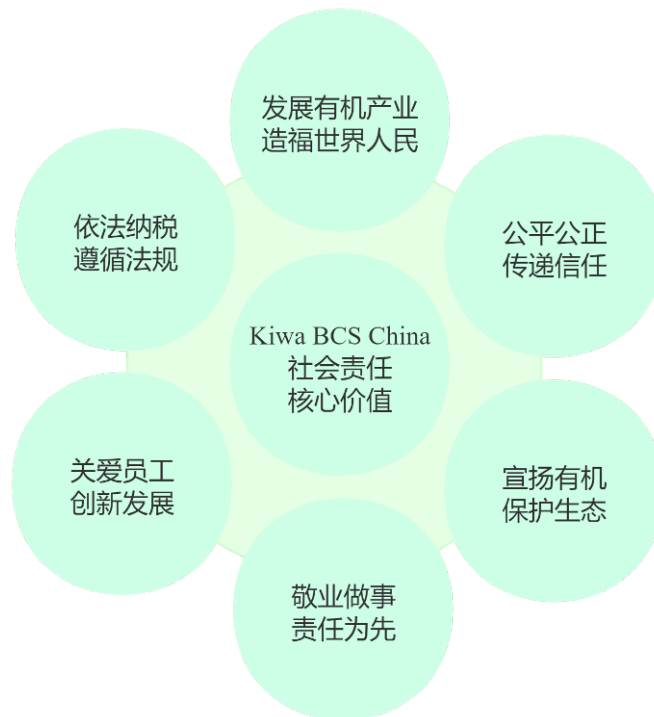 发展有机产业
造福世界人民
依法纳税
遵循法规
公平公正
传递信任
Kiwa BCS China
社会责任
核心价值
关爱员工
创新发展
宣扬有机
保护生态
敬业做事
责任为先